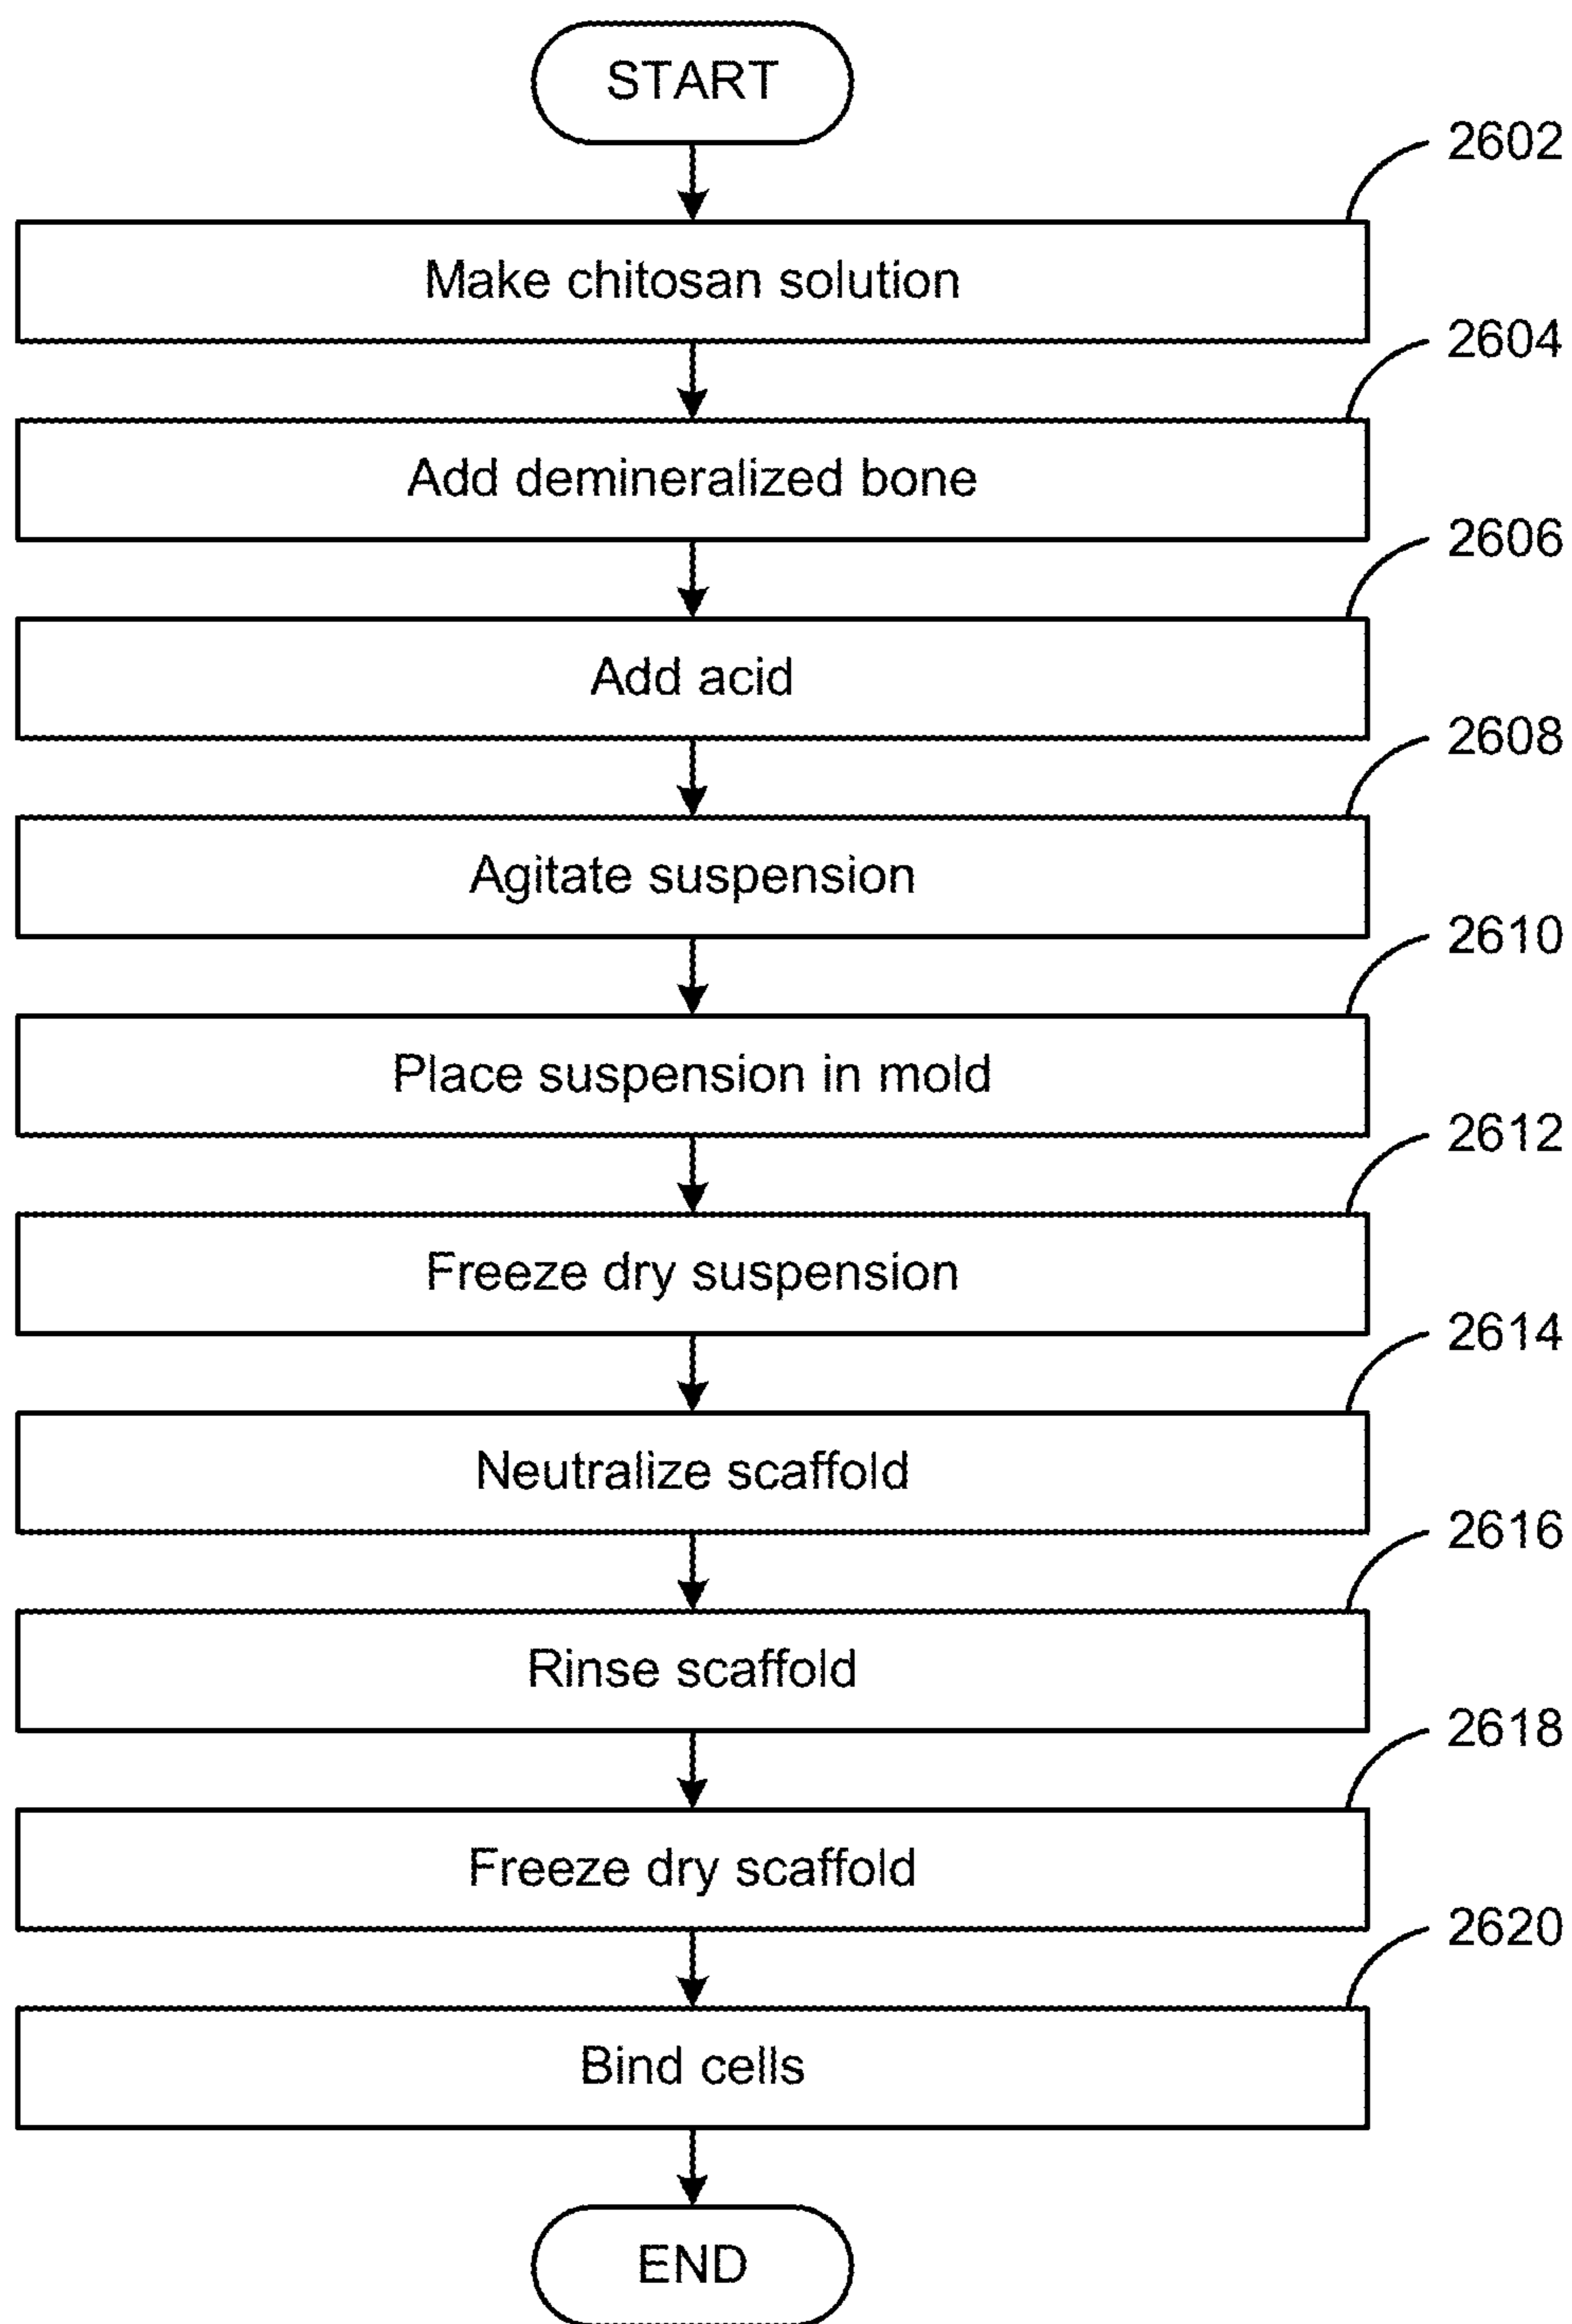 START
2602
Make chitosan solution
2604
Add demineralized bone
2606
Add acid
2608
Agitate suspension
2610
Place suspension in mold
2612
Freeze dry suspension
2614
Neutralize scaffold
2616
Rinse scaffold
2618
Freeze dry scaffold
2620
Bind cells
END